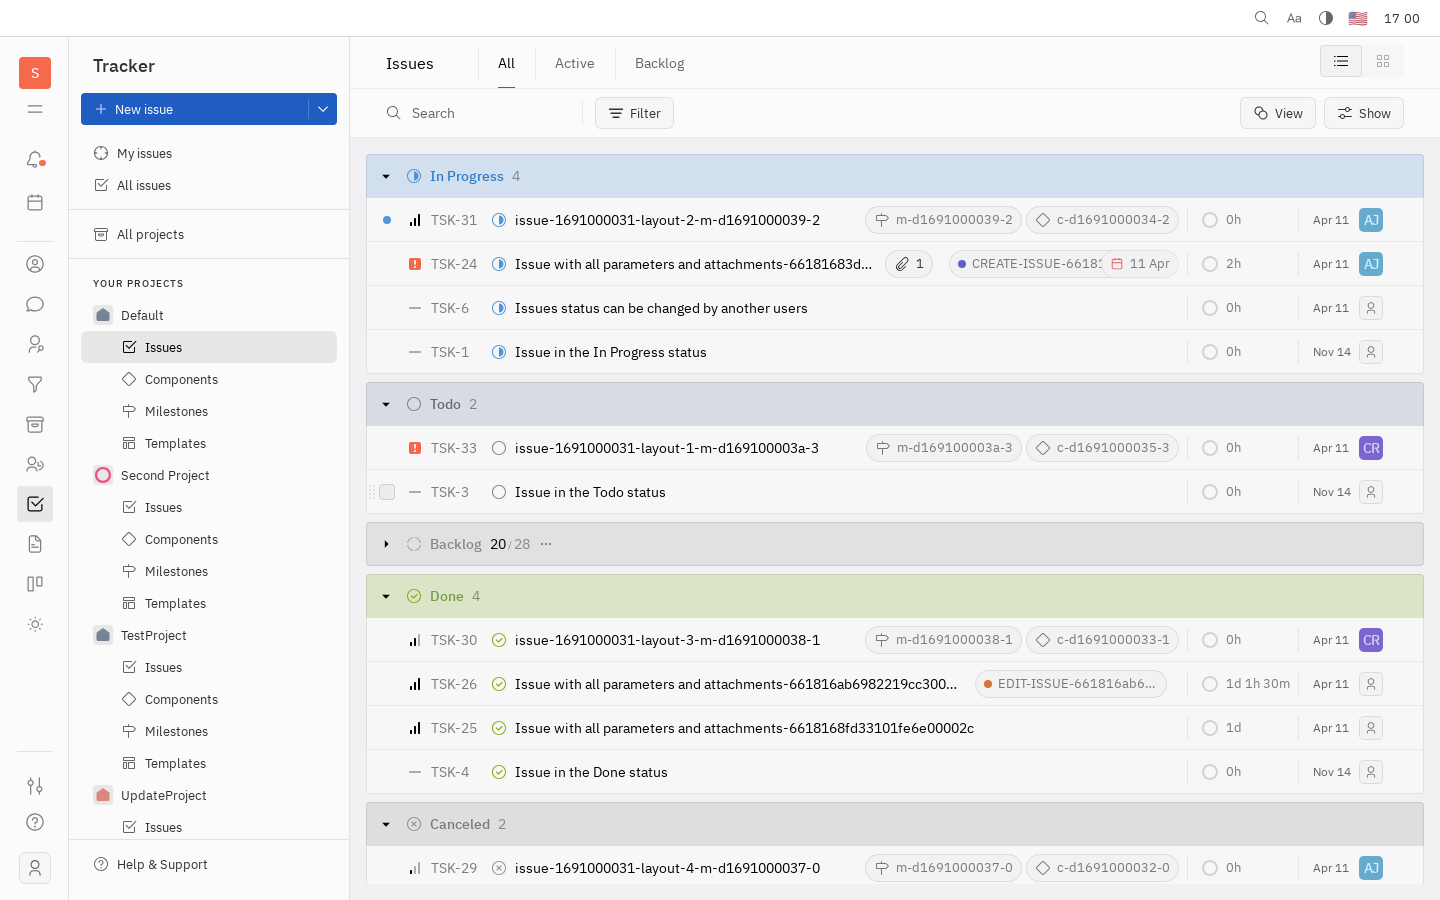 Aa
17 00
S
Tracker
New issue
My issues
All issues
All projects
YOUR PROJECTS
Default
Issues
Components
Milestones
Templates
Second Project
Issues
Components
Milestones
Templates
TestProject
Issues
Components
Milestones
Templates
UpdateProject
Issues
Help & Support
Issues
All
Active
Backlog
Search
Filter
View
Show
In Progress 4
TSK-31 issue-1691000031-layout-2-m-d1691000039-2 m-d1691000039-2 c-d1691000034-2 0h Apr 11 AJ
TSK-24 Issue with all parameters and attachments-66181683d... 1 CREATE-ISSUE-66181 11 Apr 2h Apr 11 AJ
TSK-6 Issues status can be changed by another users 0h Apr 11
TSK-1 Issue in the In Progress status 0h Nov 14
Todo 2
TSK-33 issue-1691000031-layout-1-m-d169100003a-3 m-d169100003a-3 c-d1691000035-3 0h Apr 11 CR
TSK-3 Issue in the Todo status 0h Nov 14
Backlog 20/28 ...
Done 4
TSK-30 issue-1691000031-layout-3-m-d1691000038-1 m-d1691000038-1 c-d1691000033-1 0h Apr 11 CR
TSK-26 Issue with all parameters and attachments-661816ab6982219cc300... EDIT-ISSUE-661816ab6... 1d 1h 30m Apr 11
TSK-25 Issue with all parameters and attachments-6618168fd33101fe6e00002c 1d Apr 11
TSK-4 Issue in the Done status 0h Nov 14
Canceled 2
TSK-29 issue-1691000031-layout-4-m-d1691000037-0 m-d1691000037-0 c-d1691000032-0 0h Apr 11 AJ